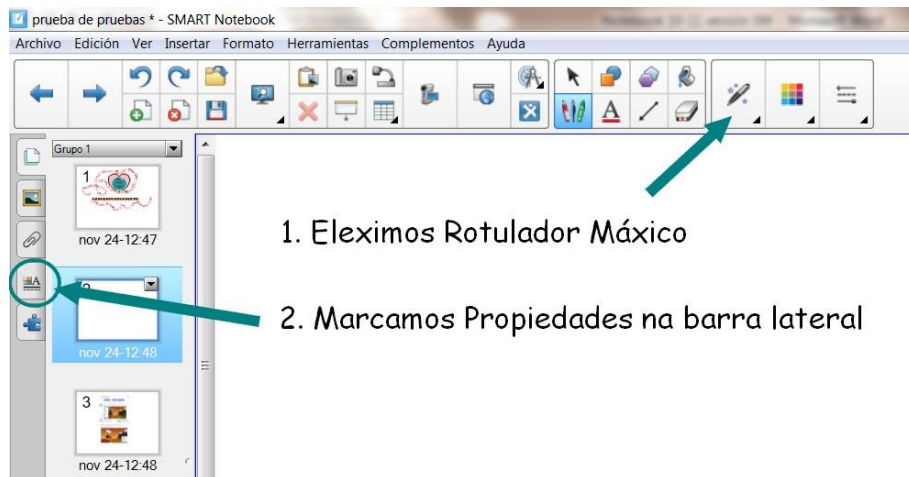 prueba de pruebas * - SMART Notebook
Archivo Edición Ver Insertar Formato Herramientas Complementos Ayuda
Grupo 1
1
nov 24-12:47
1. Eleximos Rotulador Máxico
2
nov 24-12:48
2. Marcamos Propiedades na barra lateral
3
nov 24-12:48